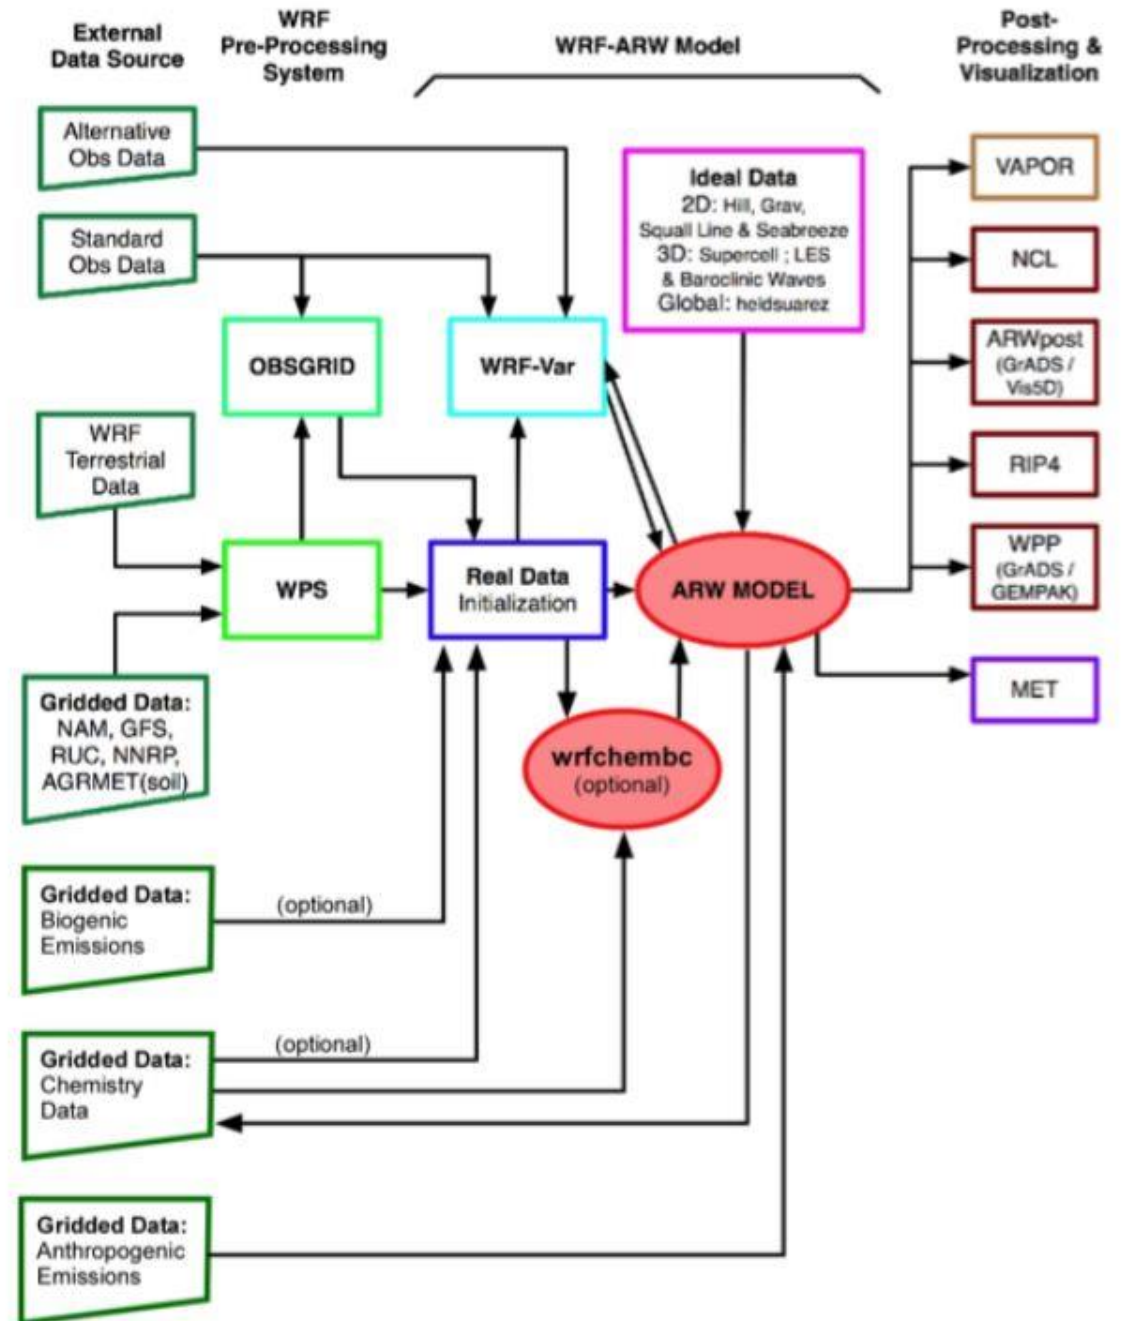 External
Data Source
WRF
Pre-Processing
System
WRF-ARW Model
Post-
Processing &
Visualization
Alternative
Obs Data
Standard
Obs Data
WRF
Terrestrial
Data
Gridded Data:
NAM, GFS,
RUC, NNRP,
AGRMET(soil)
Gridded Data:
Biogenic
Emissions
(optional)
Gridded Data:
Chemistry
Data
(optional)
Gridded Data:
Anthropogenic
Emissions
OBSGRID
WPS
WRF-Var
Real Data
Initialization
Ideal Data
2D: Hill, Grav,
Squall Line & Seabreeze
3D: Supercell ; LES
& Baroclinic Waves
Global: heldsuarez
ARW MODEL
wrfchembc
(optional)
VAPOR
NCL
ARWpost
(GrADS /
Vis5D)
RIP4
WPP
(GrADS /
GEMPAK)
MET